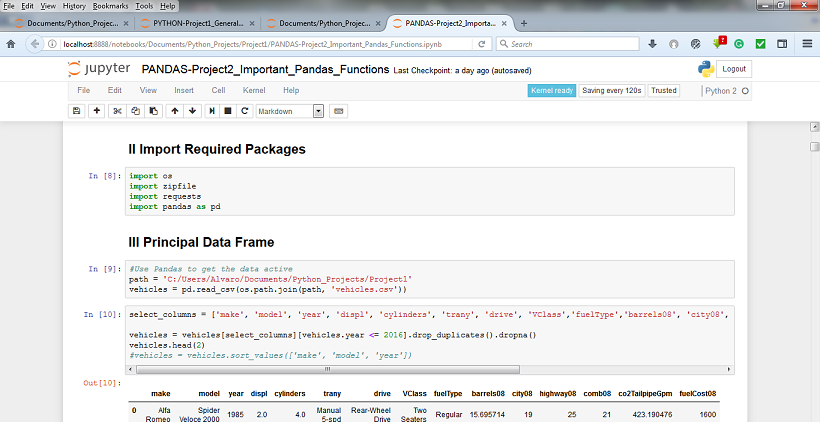 File Edit View History Bookmarks Tools Help
Documents/Python_Projec... × PYTHON-Project1_General... × Documents/Python_Projec... × PANDAS-Project2_Importa... × +
localhost:8888/notebooks/Documents/Python_Projects/Project1/PANDAS-Project2_Important_Pandas_Functions.ipynb Search
jupyter PANDAS-Project2_Important_Pandas_Functions Last Checkpoint: a day ago (autosaved) Logout
File Edit View Insert Cell Kernel Help Kernel ready Saving every 120s Trusted Python 2
Markdown
II Import Required Packages
In [8]: import os
import zipfile
import requests
import pandas as pd
III Principal Data Frame
In [9]: #Use Pandas to get the data active
path = 'C:/Users/Alvaro/Documents/Python_Projects/Project1'
vehicles = pd.read_csv(os.path.join(path, 'vehicles.csv'))
In [10]: select_columns = ['make', 'model', 'year', 'displ', 'cylinders', 'trany', 'drive', 'VClass','fuelType','barrels08', 'city08',
vehicles = vehicles[select_columns][vehicles.year <= 2016].drop_duplicates().dropna()
vehicles.head(2)
#vehicles = vehicles.sort_values(['make', 'model', 'year'])
Out[10]:
make model year displ cylinders trany drive VClass fuelType barrels08 city08 highway08 comb08 co2TailpipeGpm fuelCost08
0 Alfa Romeo Spider Veloce 2000 1985 2.0 4.0 Manual 5-spd Rear-Wheel Drive Two Seaters Regular 15.695714 19 25 21 423.190476 1600